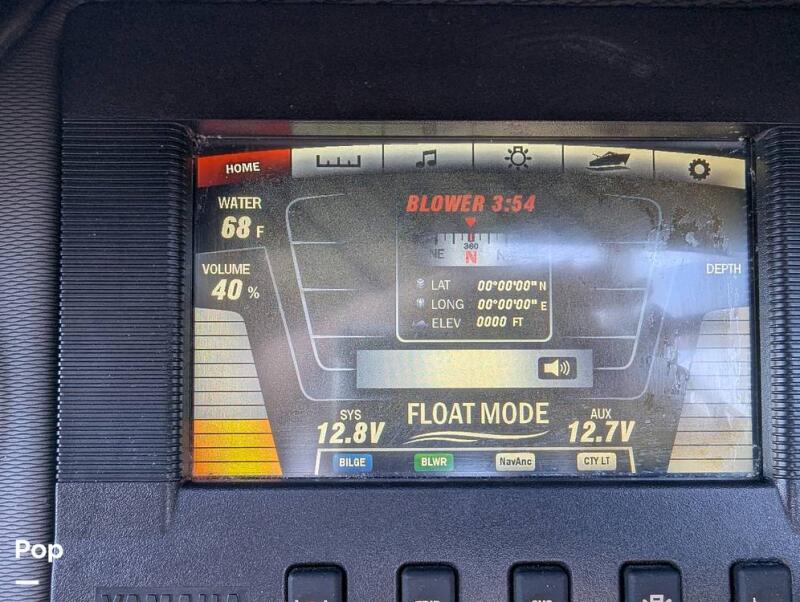 HOME
WATER
68 F
BLOWER 3:54
360
NE N N
VOLUME
40 %
DEPTH
LAT 00°00'00" N
LONG 00°00'00" E
ELEV 0000 FT
SYS
12.8V
FLOAT MODE
AUX
12.7V
BILGE BLWR NavAnc CTY LT
Pop
YAMAHA